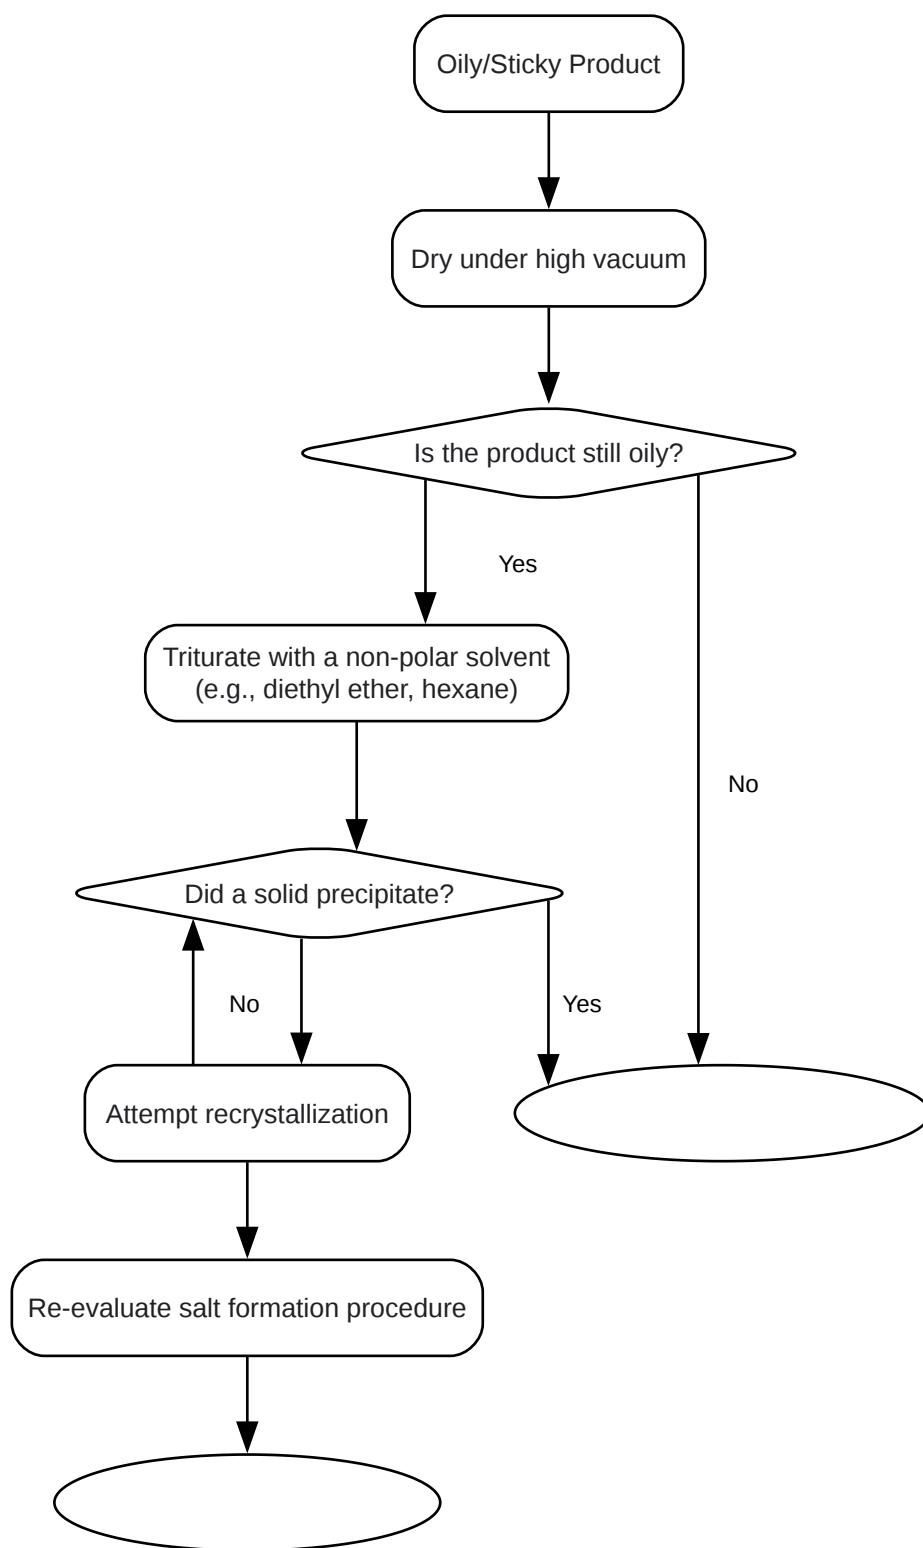 Oily/Sticky Product
Dry under high vacuum
Is the product still oily?
Yes
Triturate with a non-polar solvent
(e.g., diethyl ether, hexane)
No
Did a solid precipitate?
No
Yes
Attempt recrystallization
Re-evaluate salt formation procedure